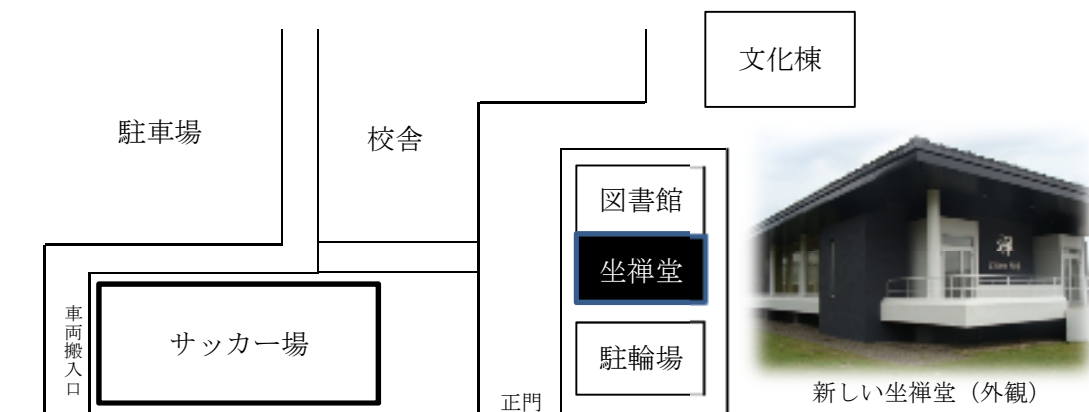 文化棟
駐車場
校舎
図書館
坐禅堂
車両搬入口
サッカー場
駐輪場
正門
新しい坐禅堂（外観）
禅